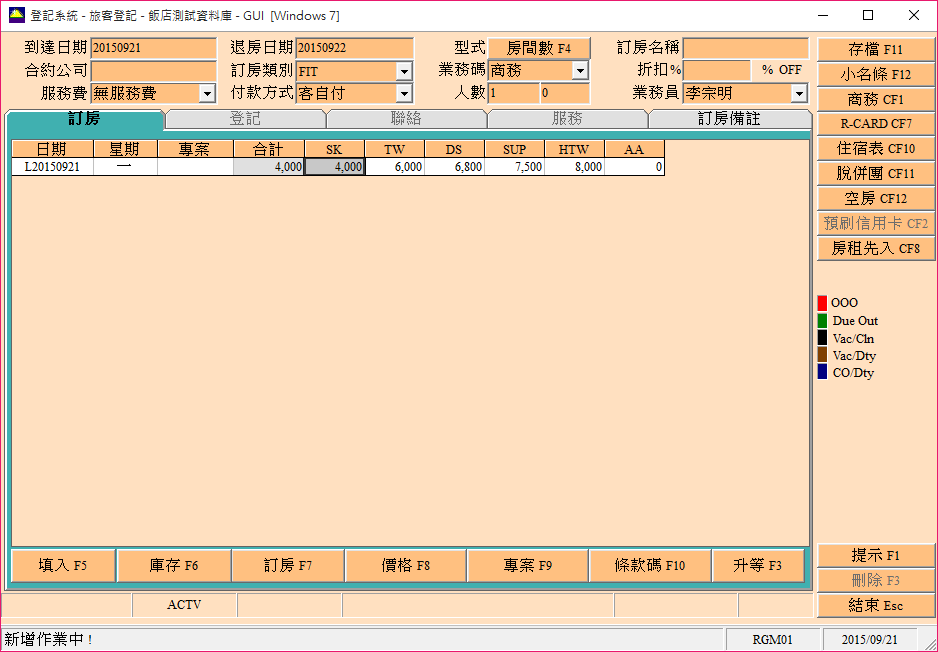 登記系統 - 旅客登記 - 飯店測試資料庫 - GUI [Windows 7]
到達日期 20150921 退房日期 20150922 型式 房間數 F4 訂房名稱
合約公司 訂房類別 FIT 業務碼 商務 折扣% % OFF
服務費 無服務費 付款方式 客自付 人數 1 0 業務員 李宗明
訂房 登記 聯絡 服務 訂房備註
日期 星期 專案 合計 SK TW DS SUP HTW AA
L20150921 一 4,000 4,000 6,000 6,800 7,500 8,000 0
填入 F5 庫存 F6 訂房 F7 價格 F8 專案 F9 條款碼 F10 升等 F3
存檔 F11
小名條 F12
商務 CF1
R-CARD CF7
住宿表 CF10
脫併團 CF11
空房 CF12
預刷信用卡 CF2
房租先入 CF8
OOO
Due Out
Vac/Cln
Vac/Dty
CO/Dty
提示 F1
刪除 F3
結束 Esc
ACTV
新增作業中 ! RGM01 2015/09/21